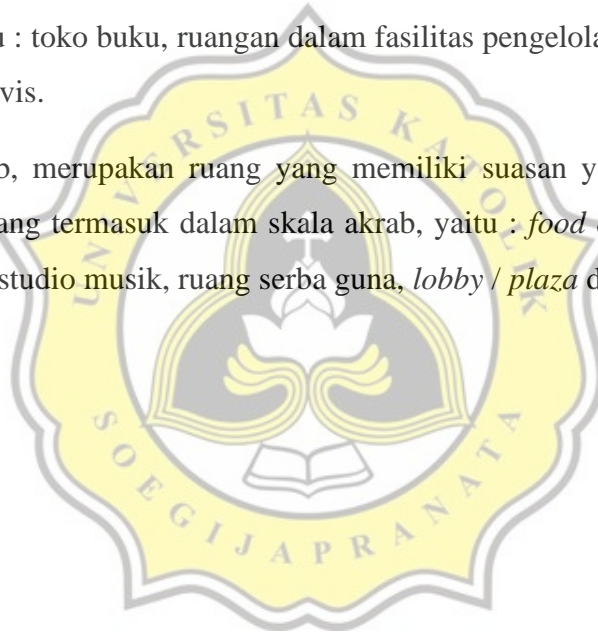 : toko buku, ruangan dalam fasilitas pengelola
vis.
merupakan ruang yang memiliki suasan y
ang termasuk dalam skala akrab, yaitu : food
studio musik, ruang serba guna, lobby / plaza d
UNIVERSITAS KATOLIK
SOEGIJAPRANATA